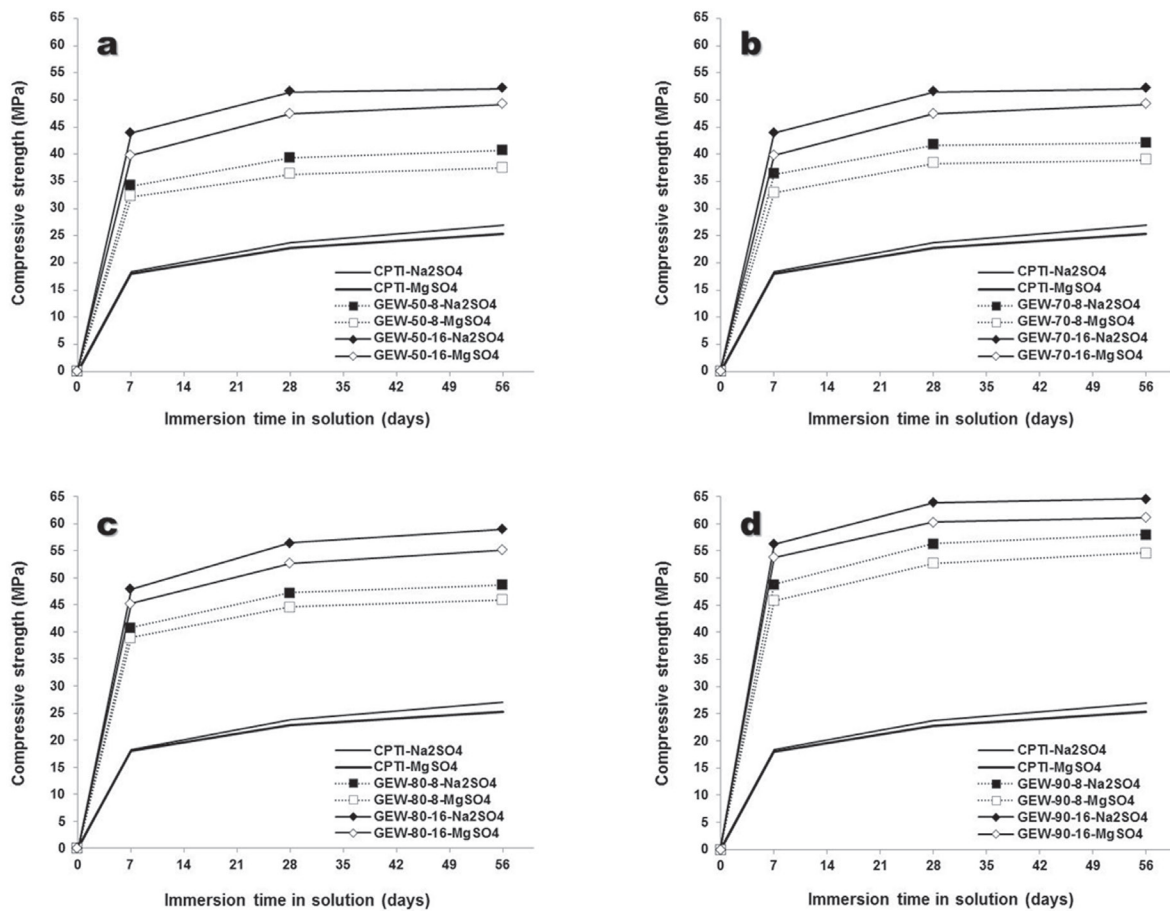 a
Compressive strength (MPa)
65
60
55
50
45
40
35
30
25
20
15
10
5
0
CPTI-Na2SO4
CPTI-MgSO4
GEW-50-8-Na2SO4
GEW-50-8-MgSO4
GEW-50-16-Na2SO4
GEW-50-16-MgSO4
0 7 14 21 28 35 42 49 56
Immersion time in solution (days)
b
Compressive strength (MPa)
65
60
55
50
45
40
35
30
25
20
15
10
5
0
CPTI-Na2SO4
CPTI-MgSO4
GEW-70-8-Na2SO4
GEW-70-8-MgSO4
GEW-70-16-Na2SO4
GEW-70-16-MgSO4
0 7 14 21 28 35 42 49 56
Immersion time in solution (days)
c
Compressive strength (MPa)
65
60
55
50
45
40
35
30
25
20
15
10
5
0
CPTI-Na2SO4
CPTI-MgSO4
GEW-80-8-Na2SO4
GEW-80-8-MgSO4
GEW-80-16-Na2SO4
GEW-80-16-MgSO4
0 7 14 21 28 35 42 49 56
Immersion time in solution (days)
d
Compressive strength (MPa)
65
60
55
50
45
40
35
30
25
20
15
10
5
0
CPTI-Na2SO4
CPTI-MgSO4
GEW-90-8-Na2SO4
GEW-90-8-MgSO4
GEW-90-16-Na2SO4
GEW-90-16-MgSO4
0 7 14 21 28 35 42 49 56
Immersion time in solution (days)